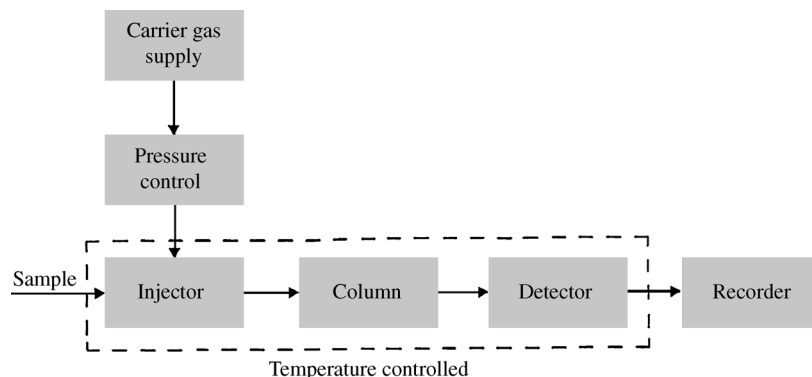 Carrier gas
supply
Pressure
control
Sample
Injector
Column
Detector
Recorder
Temperature controlled